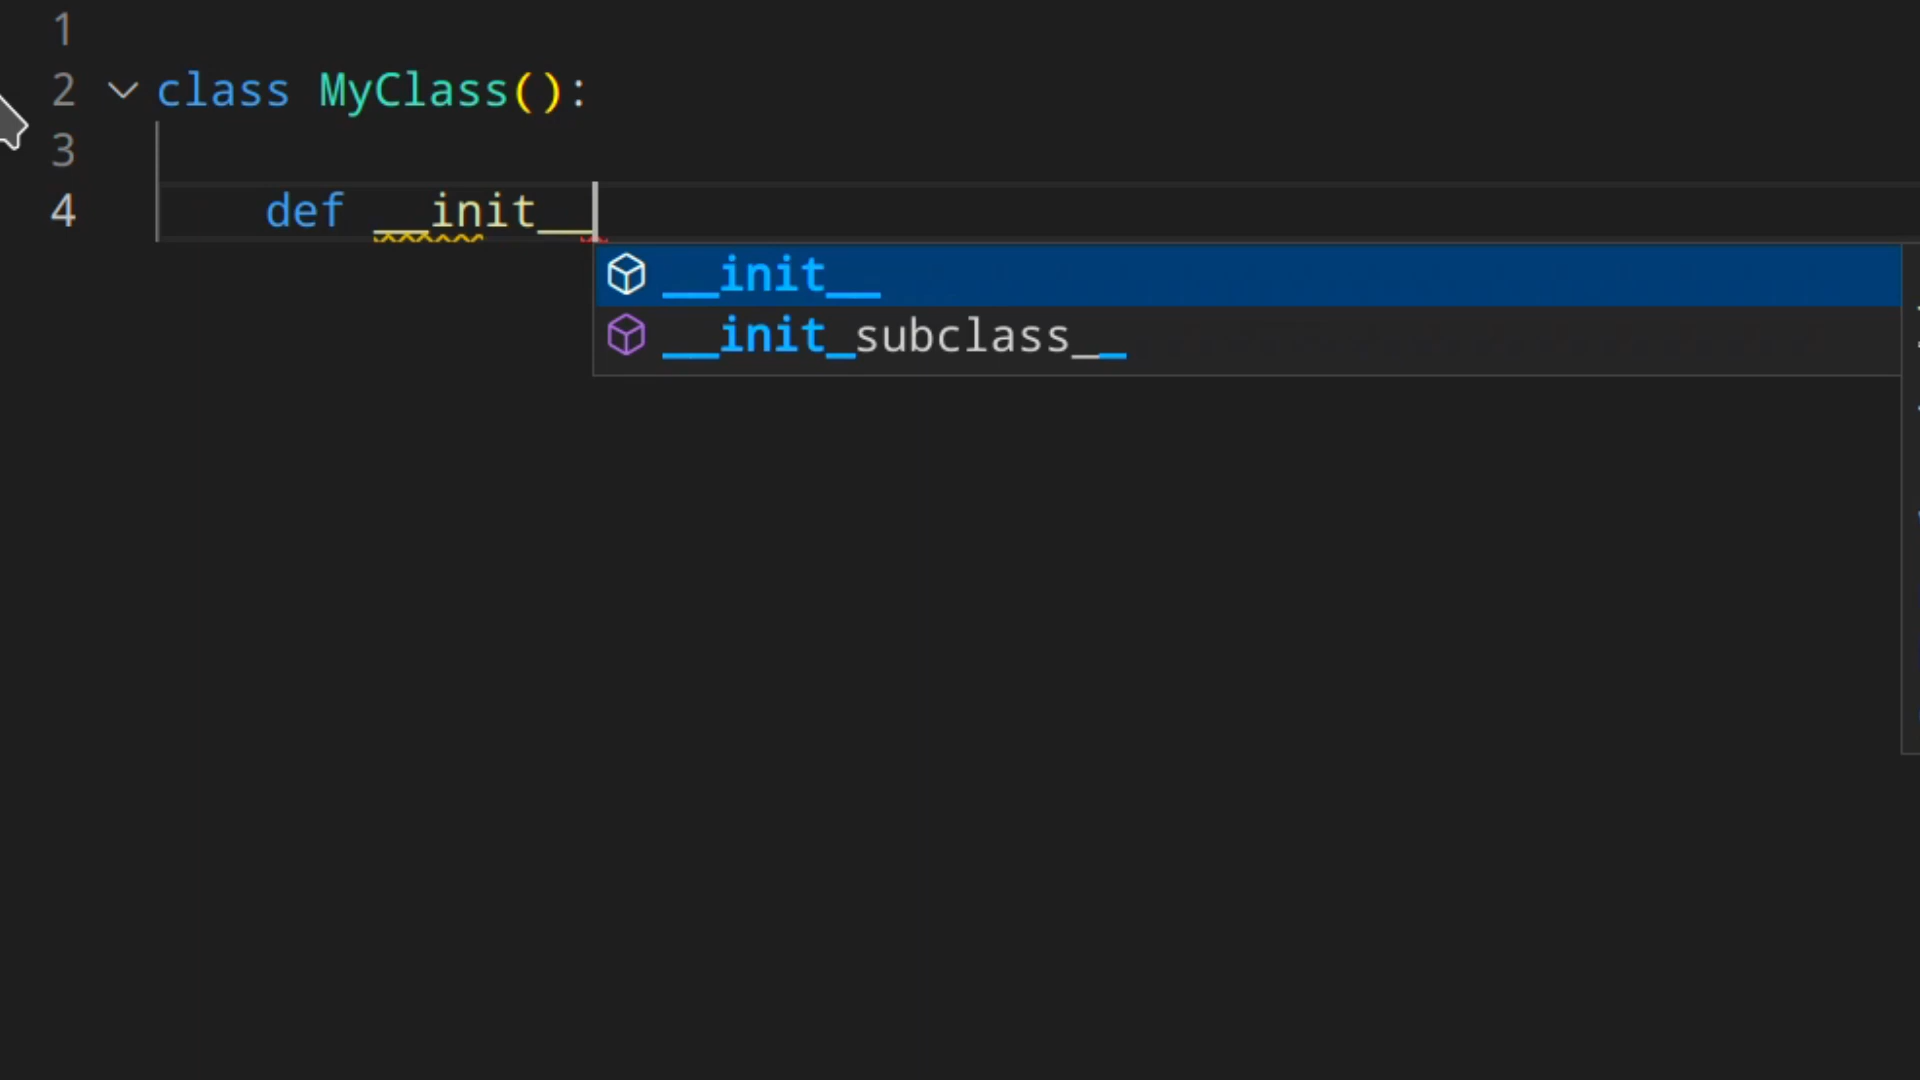 1
2 class MyClass():
3
4 def __init__
__init__
__init_subclass__